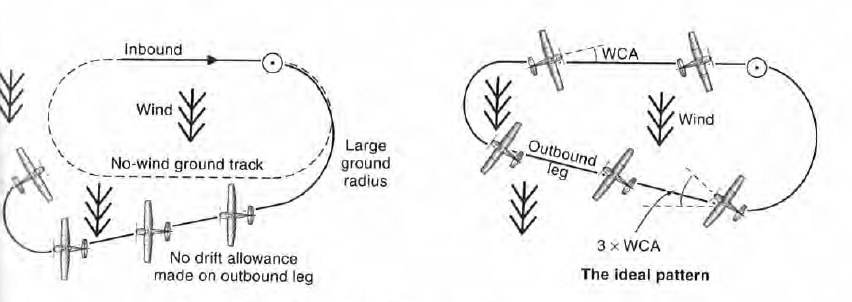 Inbound
Wind
No-wind ground track
Large
ground
radius
No drift allowance
made on outbound leg
WCA
Wind
Outbound
leg
3 × WCA
The ideal pattern